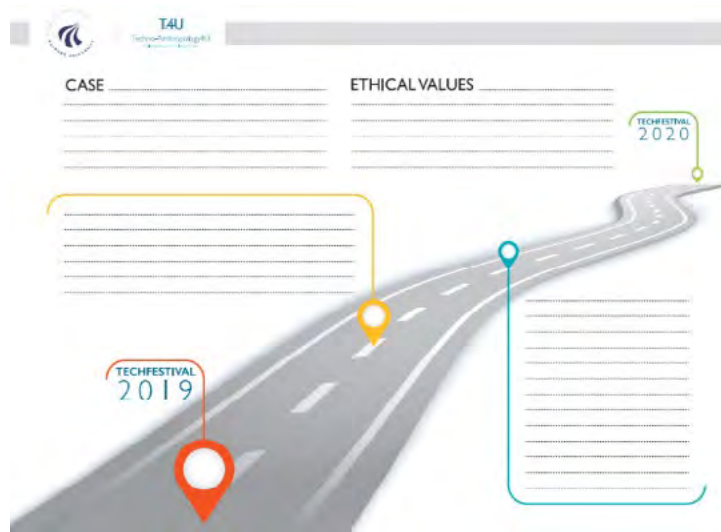 T4U
CASE
ETHICAL VALUES
TECHFESTIVAL
2020
TECHFESTIVAL
2019